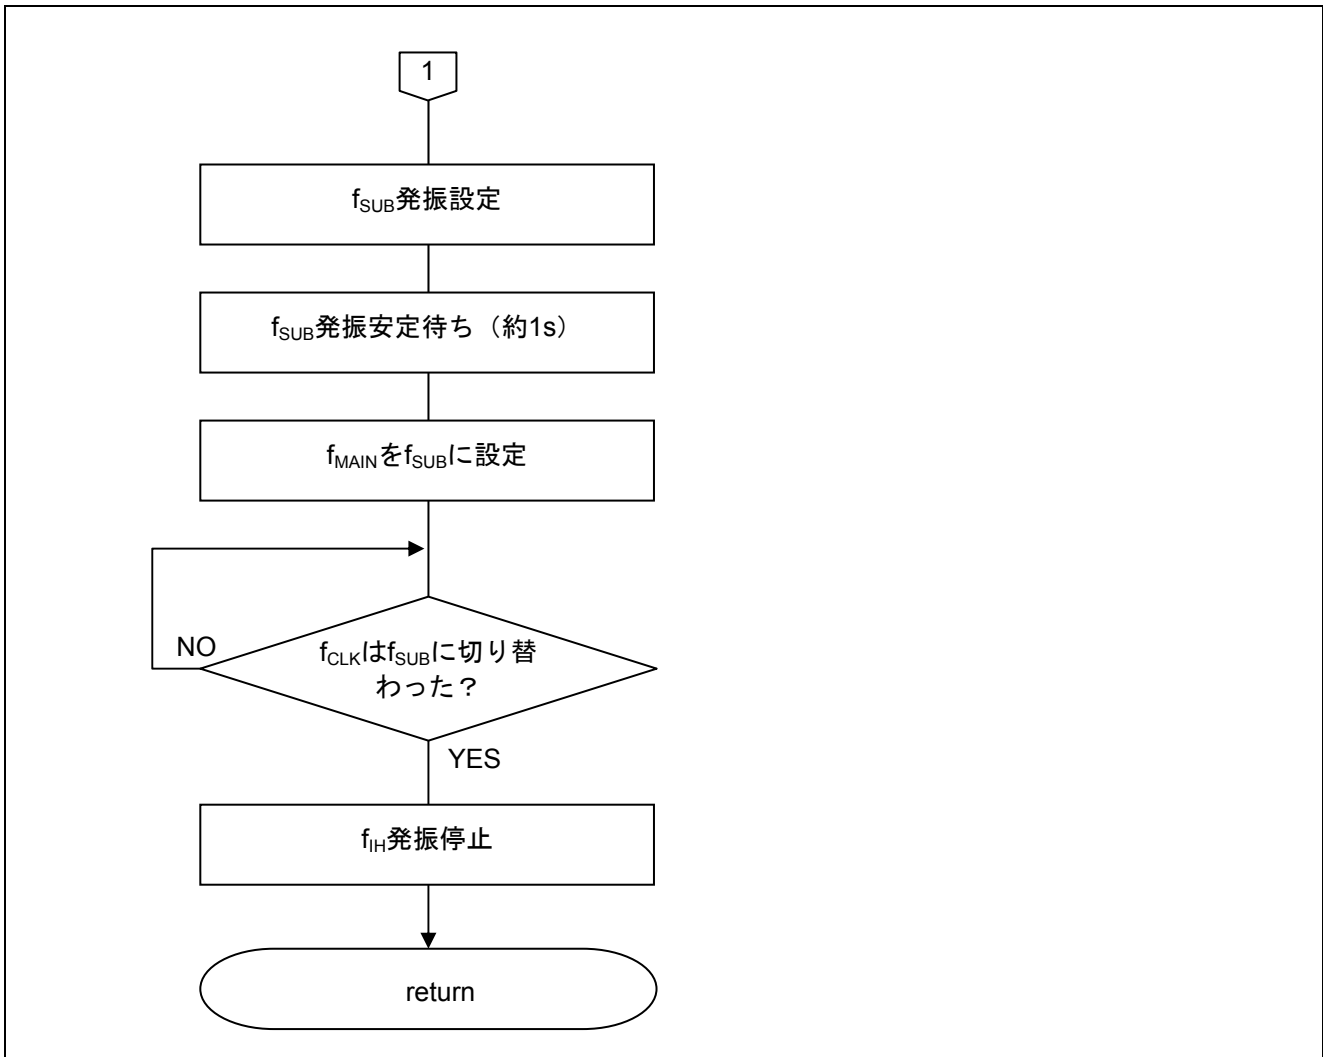 1
fSUB発振設定
fSUB発振安定待ち（約1s）
fMAINをfSUBに設定
NO
fCLKはfSUBに切り替
わった？
YES
fIH発振停止
return